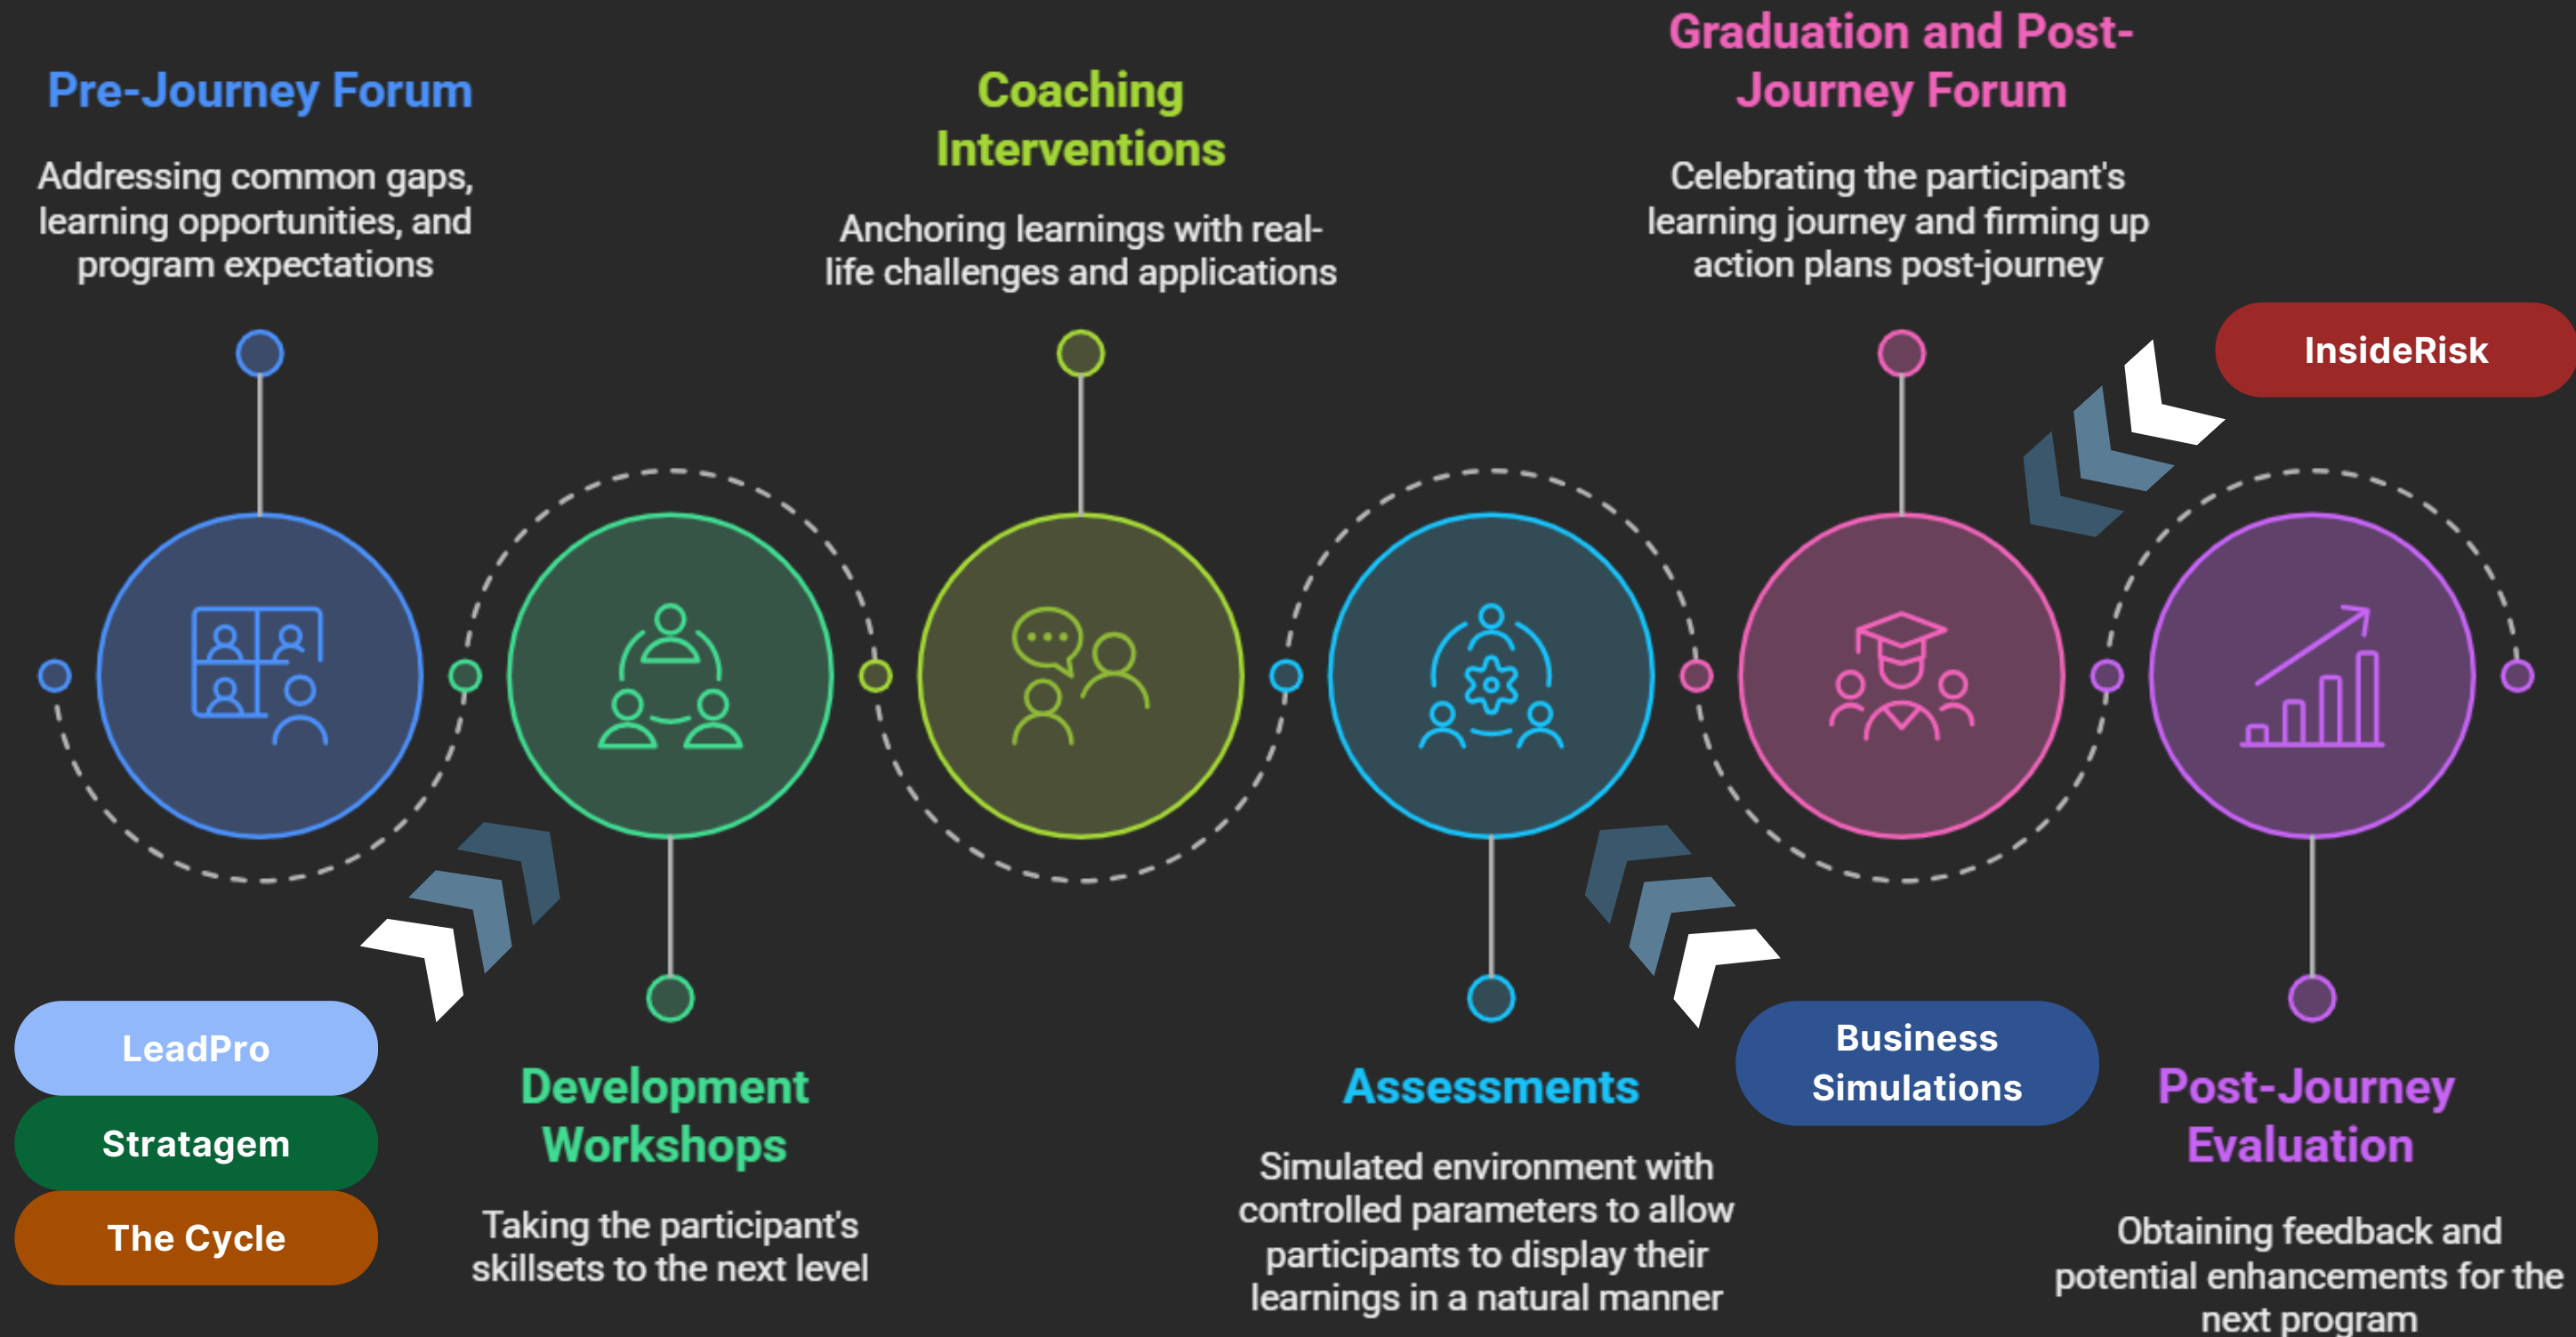 Pre-Journey Forum
Addressing common gaps,
learning opportunities, and
program expectations
Coaching
Interventions
Anchoring learnings with real-
life challenges and applications
Graduation and Post-
Journey Forum
Celebrating the participant's
learning journey and firming up
action plans post-journey
InsideRisk
LeadPro
Stratagem
The Cycle
Development
Workshops
Taking the participant's
skillsets to the next level
Assessments
Simulated environment with
controlled parameters to allow
participants to display their
learnings in a natural manner
Business
Simulations
Post-Journey
Evaluation
Obtaining feedback and
potential enhancements for the
next program